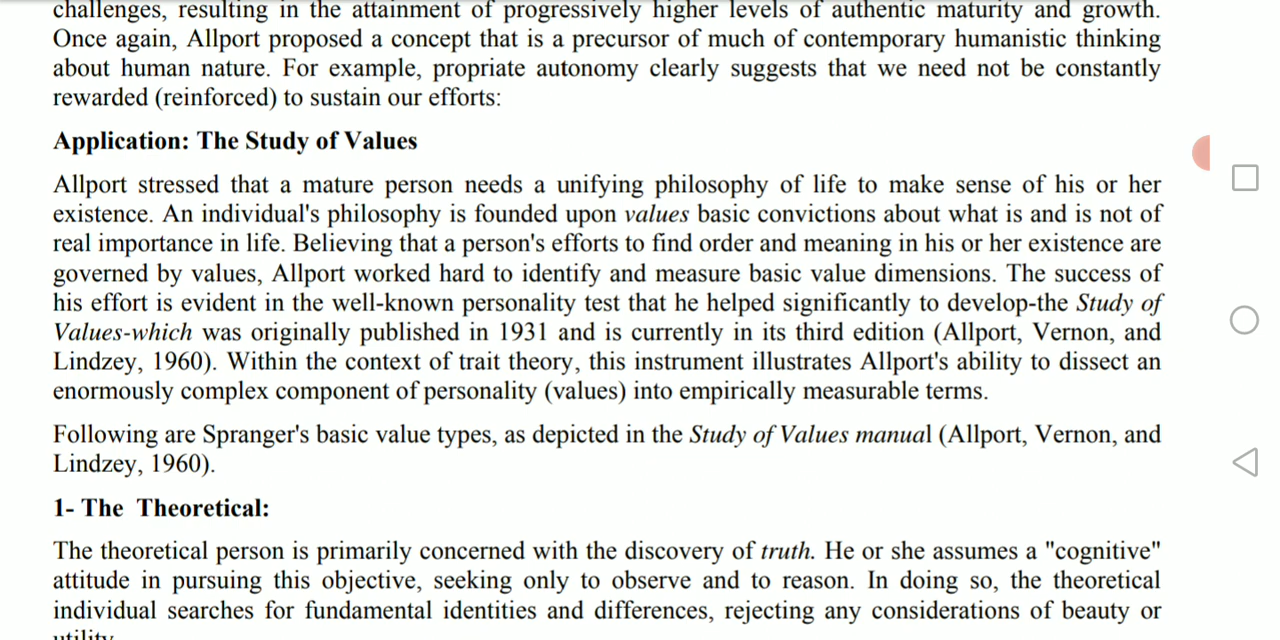 challenges, resulting in the attainment of progressively higher levels of authentic maturity and growth.
Once again, Allport proposed a concept that is a precursor of much of contemporary humanistic thinking
about human nature. For example, propriate autonomy clearly suggests that we need not be constantly
rewarded (reinforced) to sustain our efforts:
Application: The Study of Values
Allport stressed that a mature person needs a unifying philosophy of life to make sense of his or her
existence. An individual's philosophy is founded upon values basic convictions about what is and is not of
real importance in life. Believing that a person's efforts to find order and meaning in his or her existence are
governed by values, Allport worked hard to identify and measure basic value dimensions. The success of
his effort is evident in the well-known personality test that he helped significantly to develop-the Study of
Values-which was originally published in 1931 and is currently in its third edition (Allport, Vernon, and
Lindzey, 1960). Within the context of trait theory, this instrument illustrates Allport's ability to dissect an
enormously complex component of personality (values) into empirically measurable terms.
Following are Spranger's basic value types, as depicted in the Study of Values manual (Allport, Vernon, and
Lindzey, 1960).
1- The Theoretical:
The theoretical person is primarily concerned with the discovery of truth. He or she assumes a "cognitive"
attitude in pursuing this objective, seeking only to observe and to reason. In doing so, the theoretical
individual searches for fundamental identities and differences, rejecting any considerations of beauty or
utility.